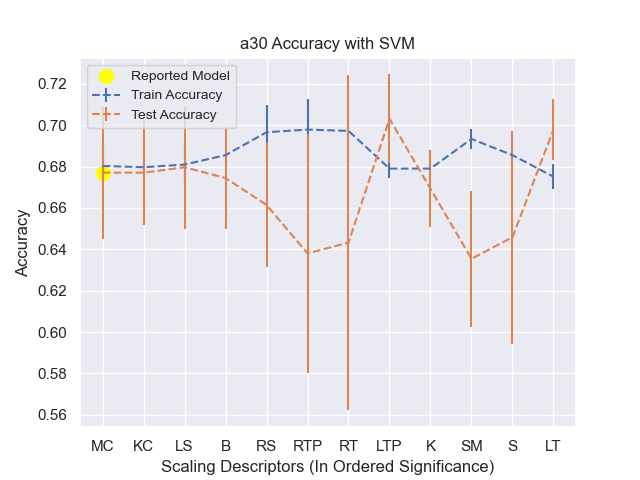 a30 Accuracy with SVM
Reported Model
Train Accuracy
Test Accuracy
Accuracy
0.72
0.70
0.68
0.66
0.64
0.62
0.60
0.58
0.56
MC KC LS B RS RTP RT LTP K SM S LT
Scaling Descriptors (In Ordered Significance)